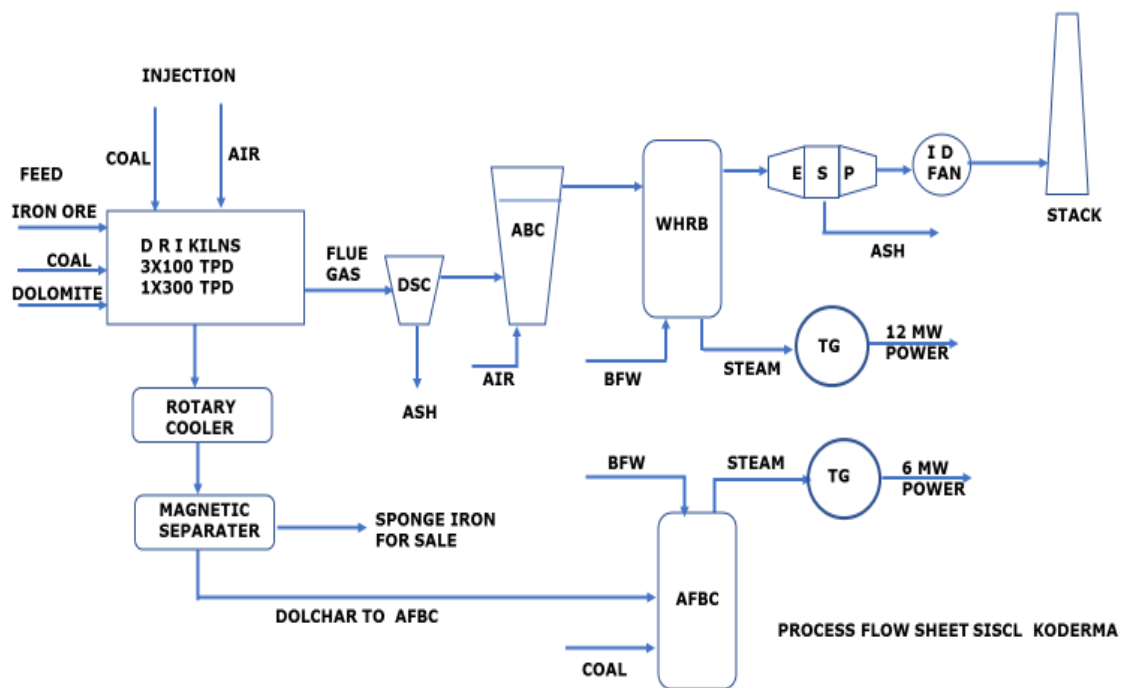 INJECTION
COAL
AIR
FEED
IRON ORE
COAL
DOLOMITE
D R I KILNS
3X100 TPD
1X300 TPD
FLUE
GAS
DSC
ASH
ABC
AIR
WHRB
BFW
STEAM
E S P
ASH
I D
FAN
STACK
TG
12 MW
POWER
ROTARY
COOLER
MAGNETIC
SEPARATER
SPONGE IRON
FOR SALE
DOLCHAR TO AFBC
BFW
STEAM
TG
6 MW
POWER
AFBC
COAL
PROCESS FLOW SHEET SISCL KODERMA